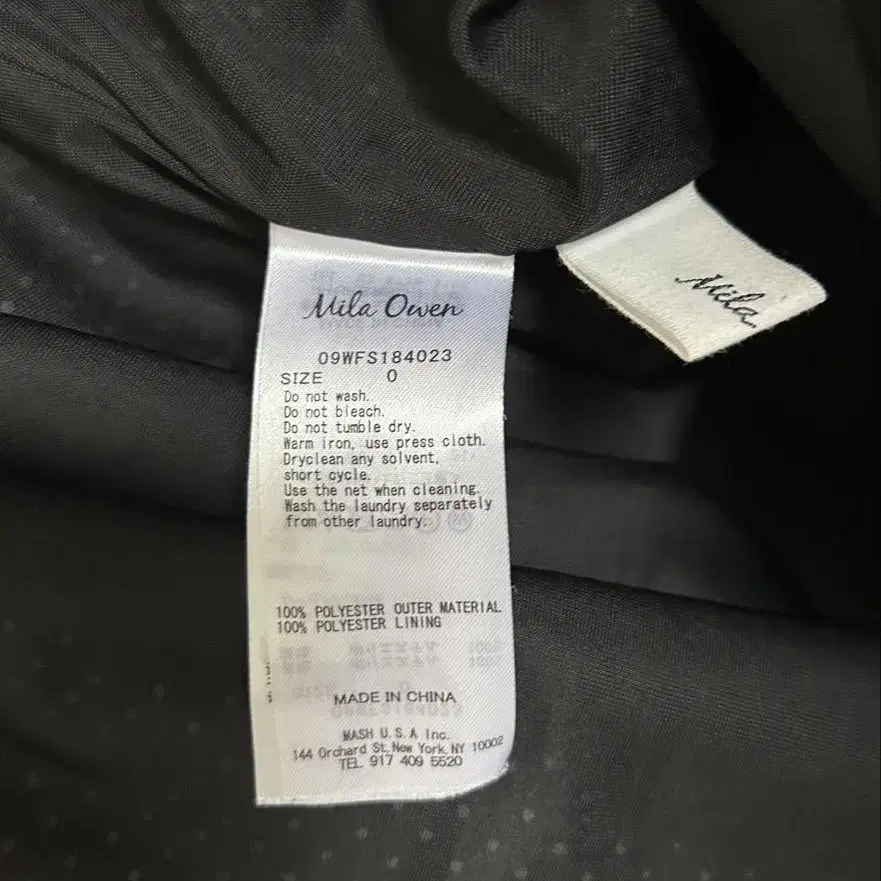 Mila Owen
09WFS184023
SIZE 0
Do not wash.
Do not bleach.
Do not tumble dry.
Warm iron, use press cloth.
Dryclean any solvent,
short cycle.
Use the net when cleaning.
Wash the laundry separately
from other laundry.
100% POLYESTER OUTER MATERIAL
100% POLYESTER LINING
MADE IN CHINA
MASH U.S.A Inc.
144 Orchard St, New York, NY 10002
TEL 917 409 5520
Mila